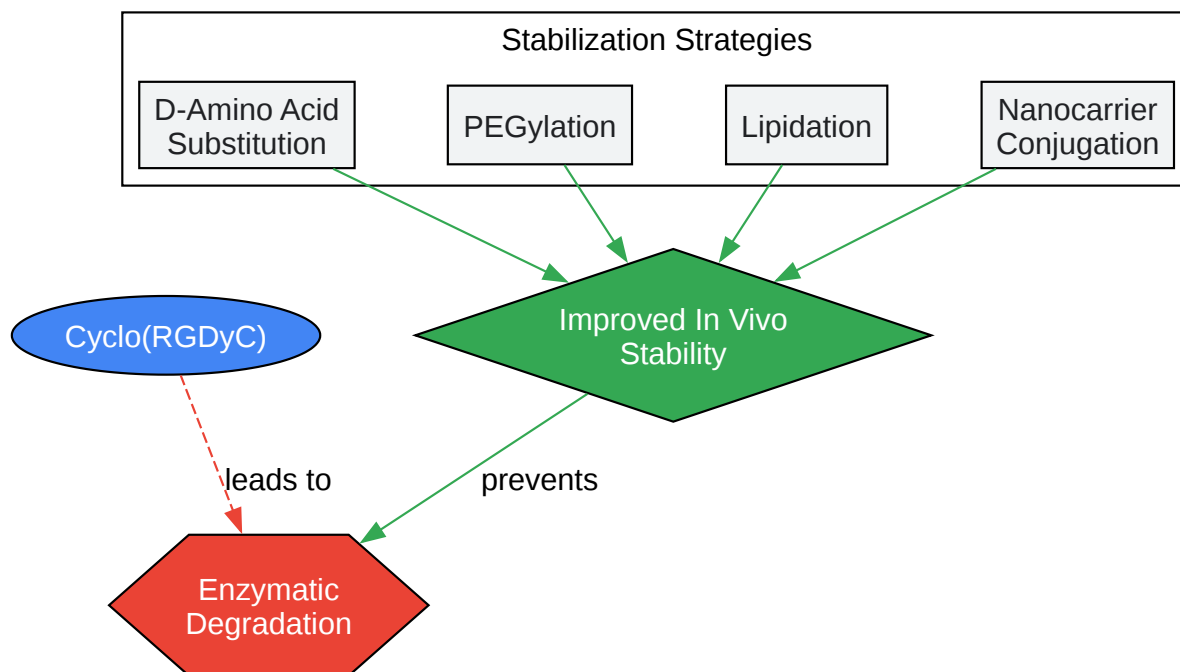 Stabilization Strategies
D-Amino Acid
Substitution
PEGylation
Lipidation
Nanocarrier
Conjugation
Improved In Vivo
Stability
Cyclo(RGDyC)
leads to
prevents
Enzymatic
Degradation